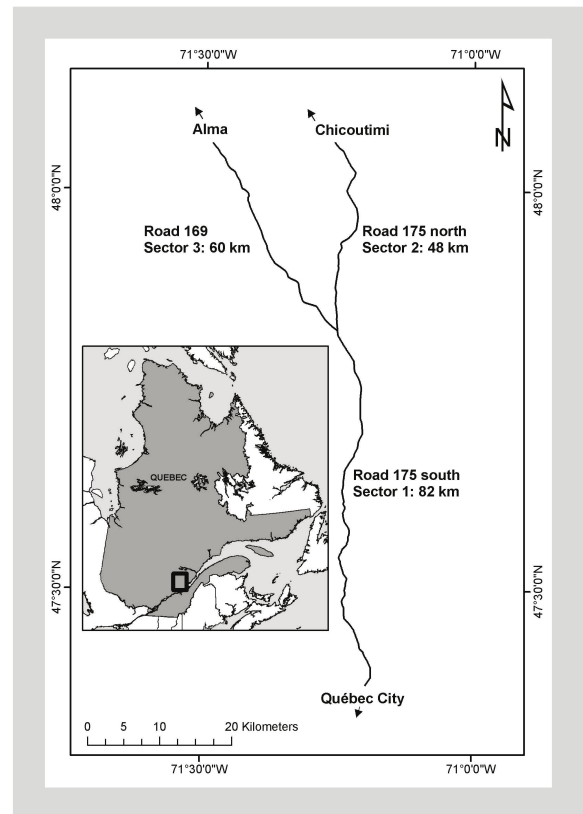 71°30'0"W
71°0'0"W
N
Alma
Chicoutimi
48°0'0"N
48°0'0"N
Road 169
Sector 3: 60 km
Road 175 north
Sector 2: 48 km
QUEBEC
Road 175 south
Sector 1: 82 km
47°30'0"N
47°30'0"N
Québec City
0 5 10 20 Kilometers
71°30'0"W
71°0'0"W